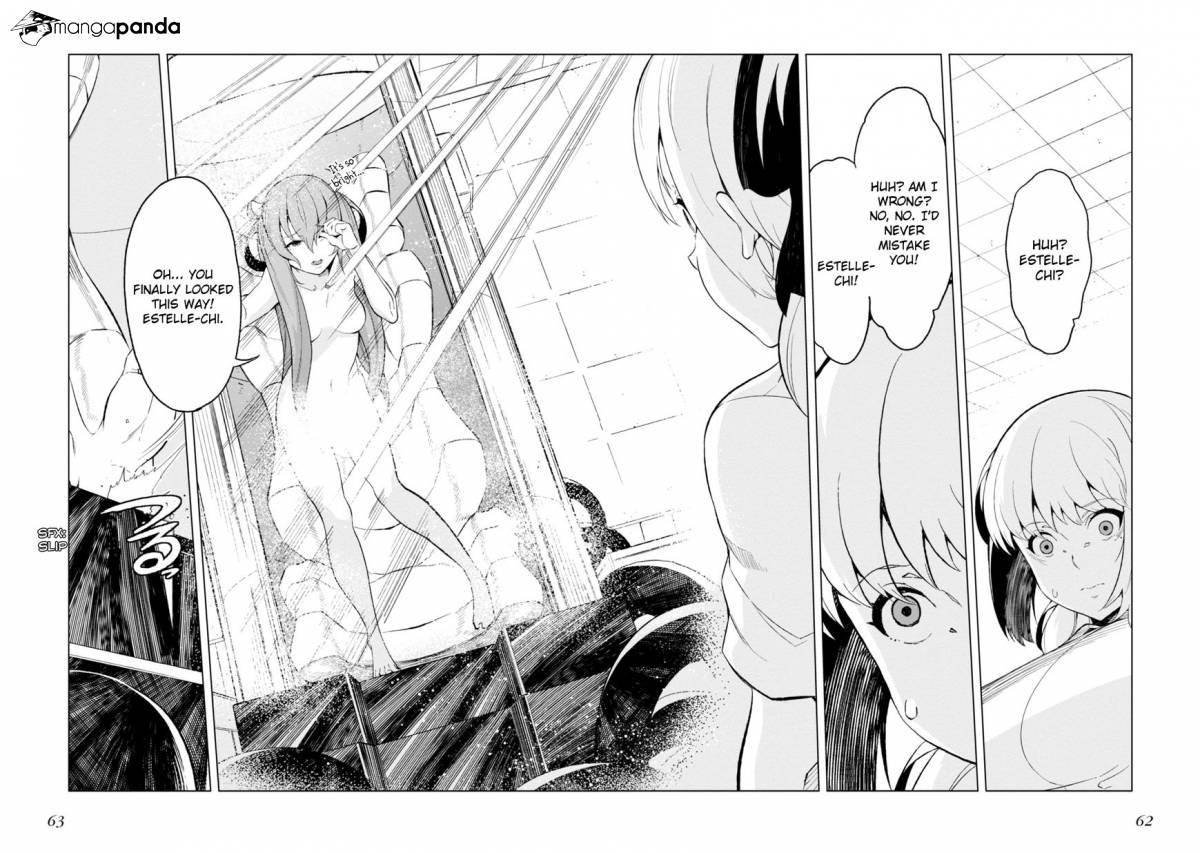 mangapanda
HUH?
ESTELLE-
CHI?
HUH? AM I
WRONG?
NO, NO. I'D
NEVER
MISTAKE
YOU!
ESTELLE-
CHI!
It's so
bright...
OH... YOU
FINALLY LOOKED
THIS WAY!
ESTELLE-CHI.
SFX:
SLIP
62
63